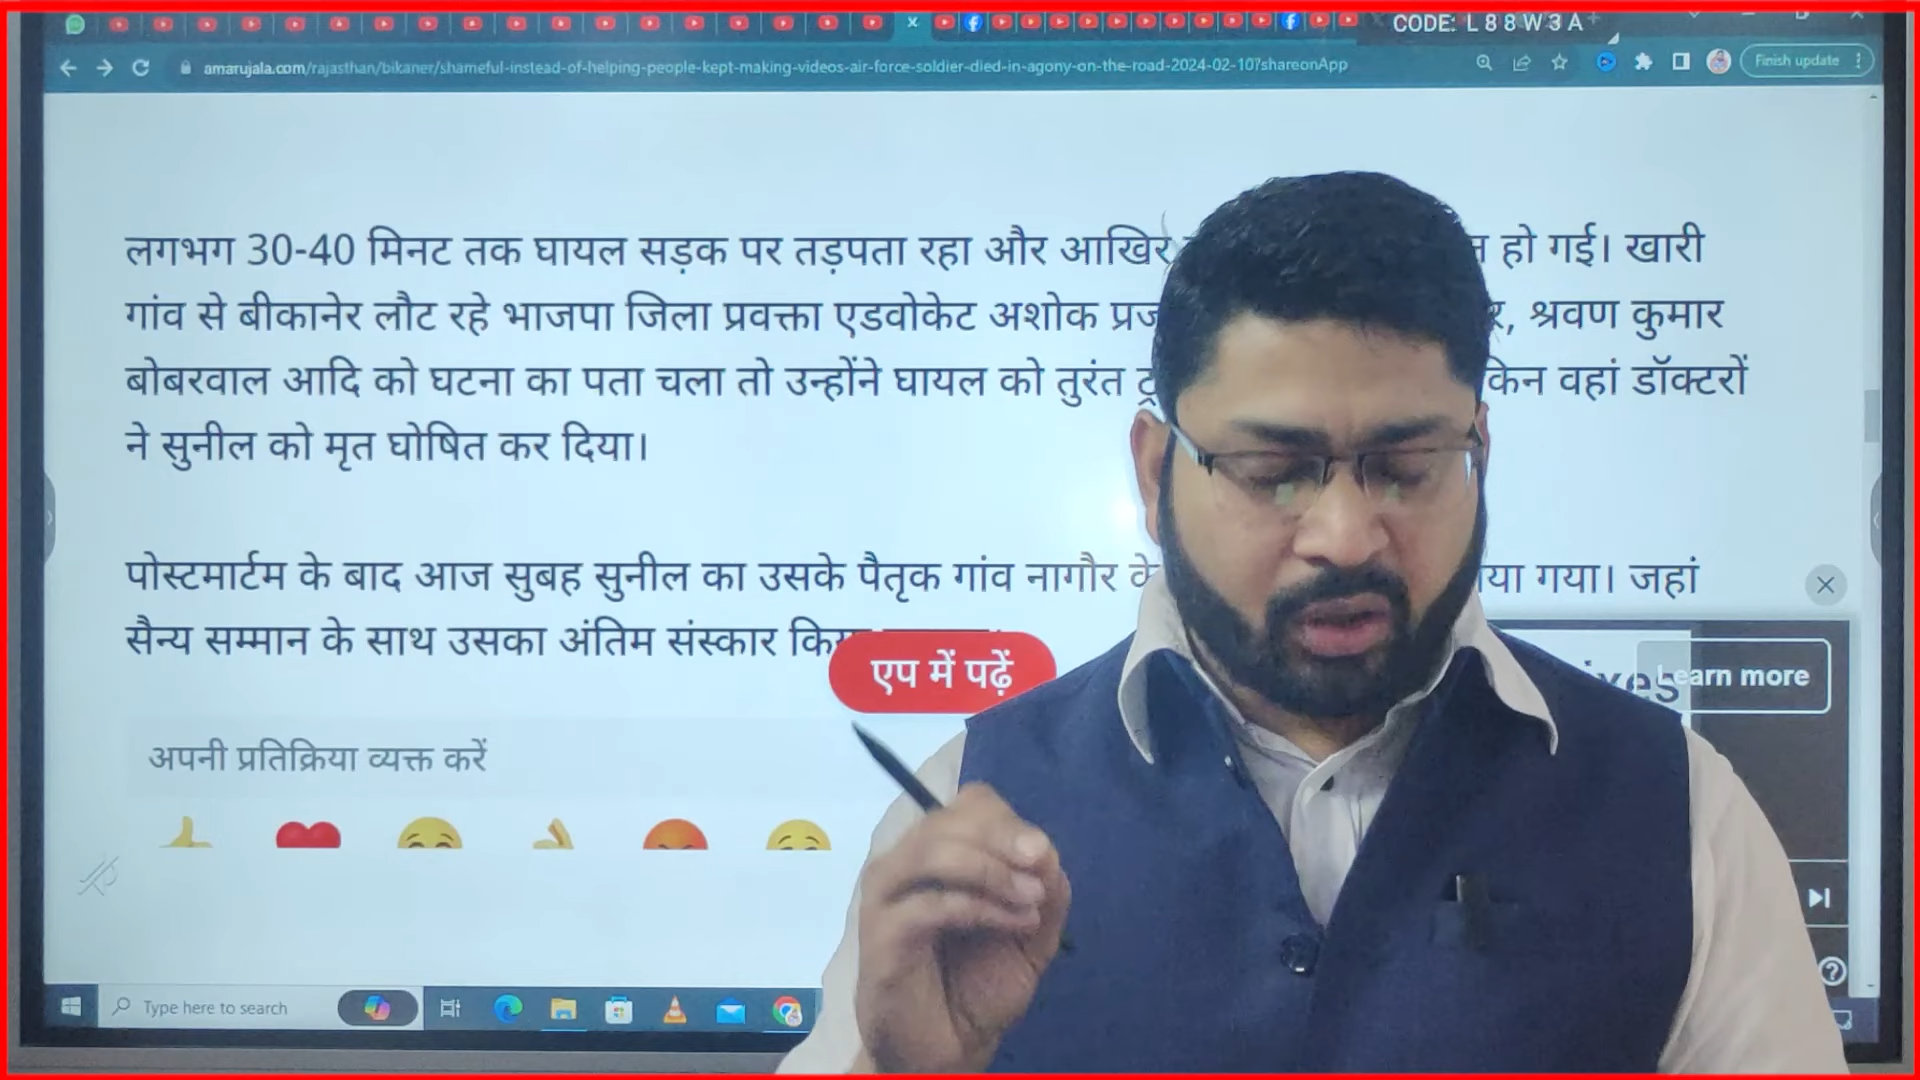 CODE: L 8 8 W 3 A
amarujala.com/rajasthan/bikaner/shameful-instead-of-helping-people-kept-making-videos-air-force-soldier-died-in-agony-on-the-road-2024-02-10?shareonApp
Finish update
लगभग 30-40 मिनट तक घायल सड़क पर तड़पता रहा और आखिर हो गई। खारी
गांव से बीकानेर लौट रहे भाजपा जिला प्रवक्ता एडवोकेट अशोक श्रवण कुमार
बोबरवाल आदि को घटना का पता चला तो उन्होंने घायल को तुरंत वहां डॉक्टरों
ने सुनील को मृत घोषित कर दिया।
पोस्टमार्टम के बाद आज सुबह सुनील का उसके पैतृक गांव नागौर के गया। जहां
सैन्य सम्मान के साथ उसका अंतिम संस्कार
एप में पढ़ें
Learn more
अपनी प्रतिक्रिया व्यक्त करें
Type here to search